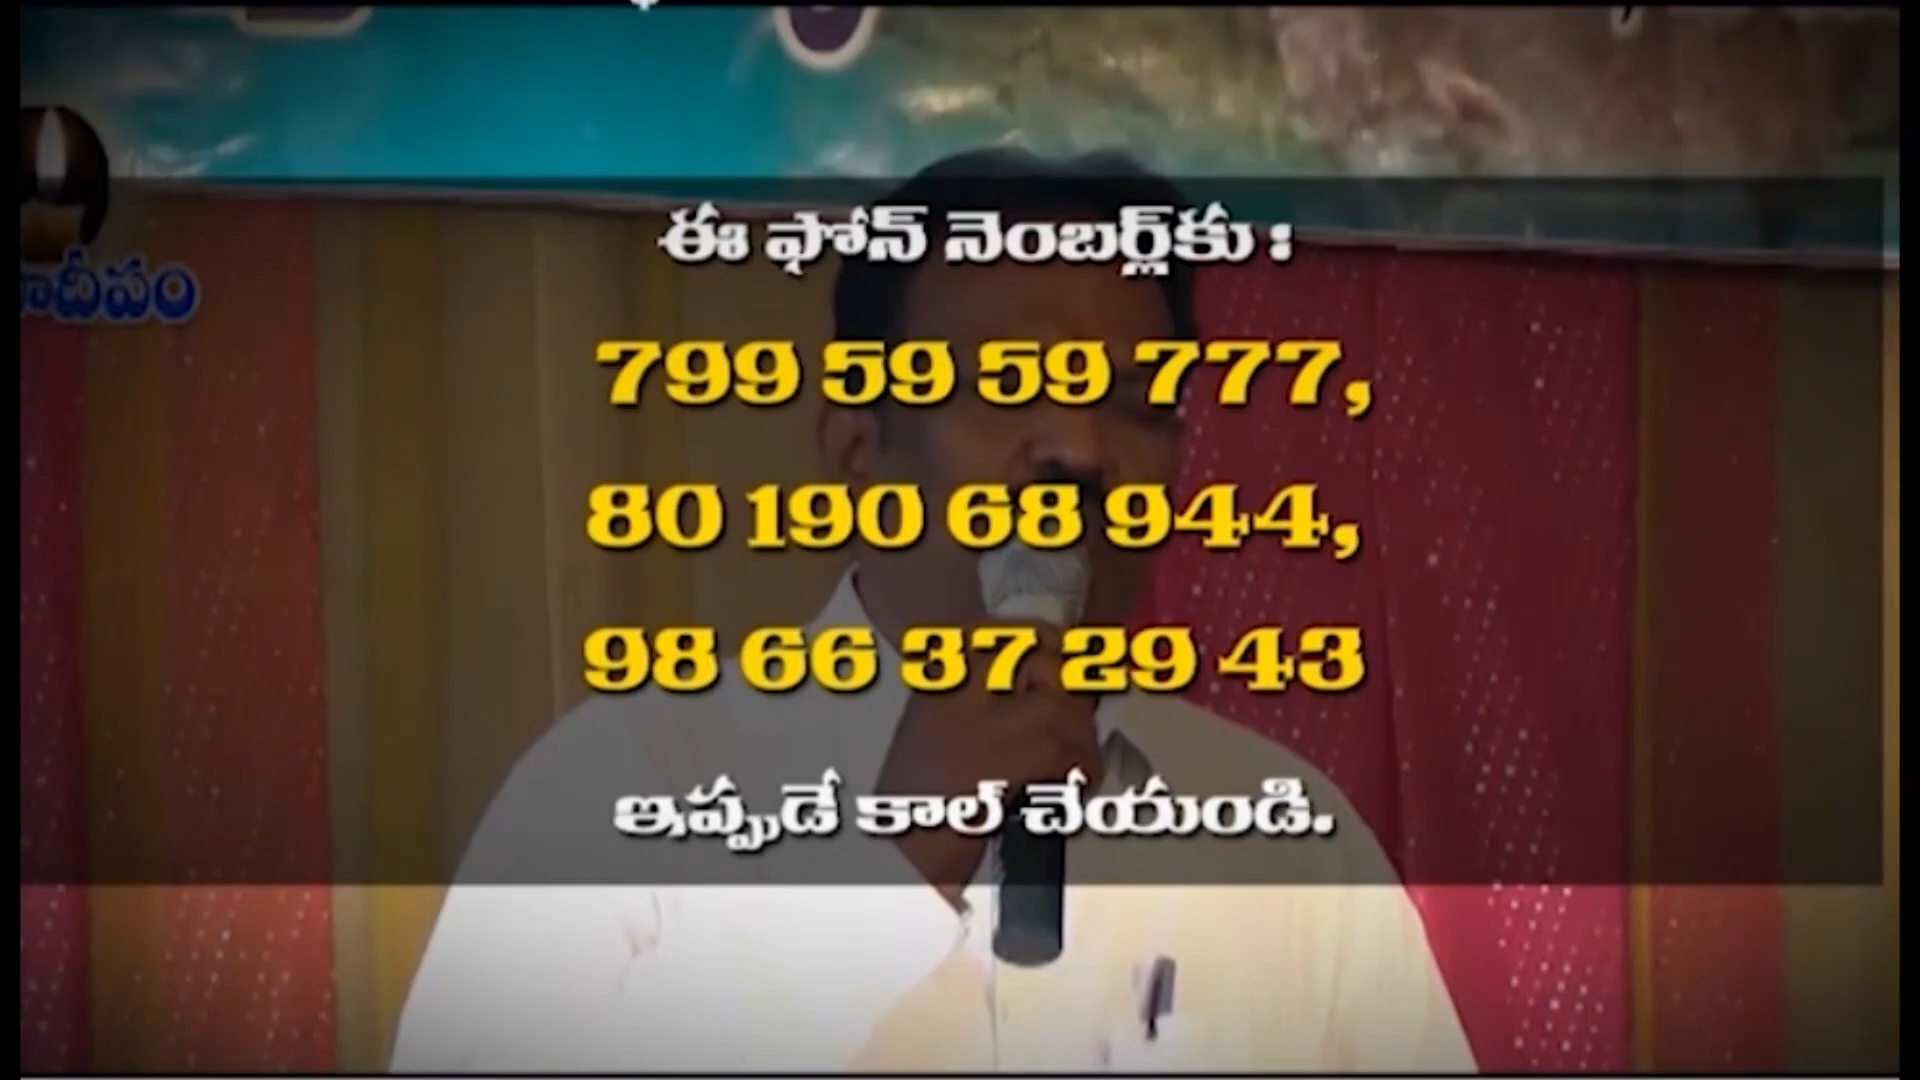 ఈ ఫోన్ నెంబర్లకు :
799 59 59 777,
80 190 68 944,
98 66 37 29 43
ఇప్పుడే కాల్ చేయండి.